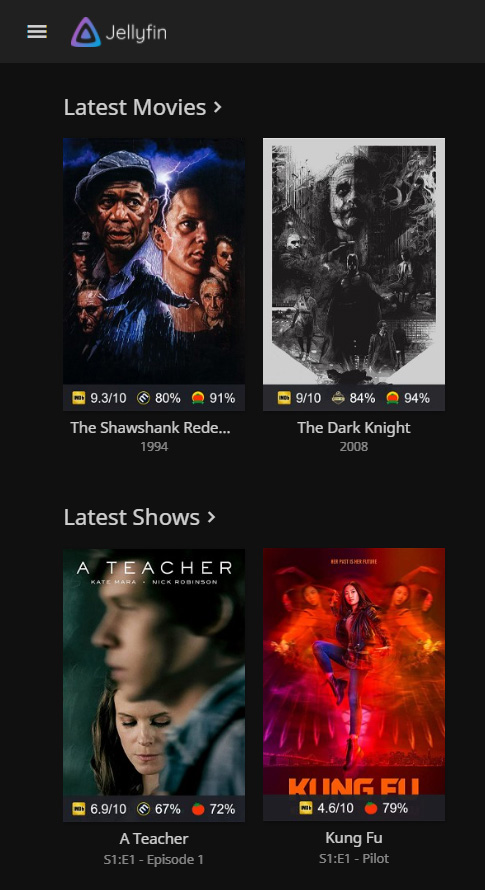 Jellyfin
Latest Movies
IMDb 9.3/10 80% 91%
IMDb 9/10 84% 94%
The Shawshank Rede...
The Dark Knight
1994
2008
Latest Shows
A TEACHER
KATE MARA - NICK ROBINSON
HER PAST IS HER FUTURE
KUNG FU
IMDb 6.9/10 67% 72%
IMDb 4.6/10 79%
A Teacher
Kung Fu
S1:E1 - Episode 1
S1:E1 - Pilot